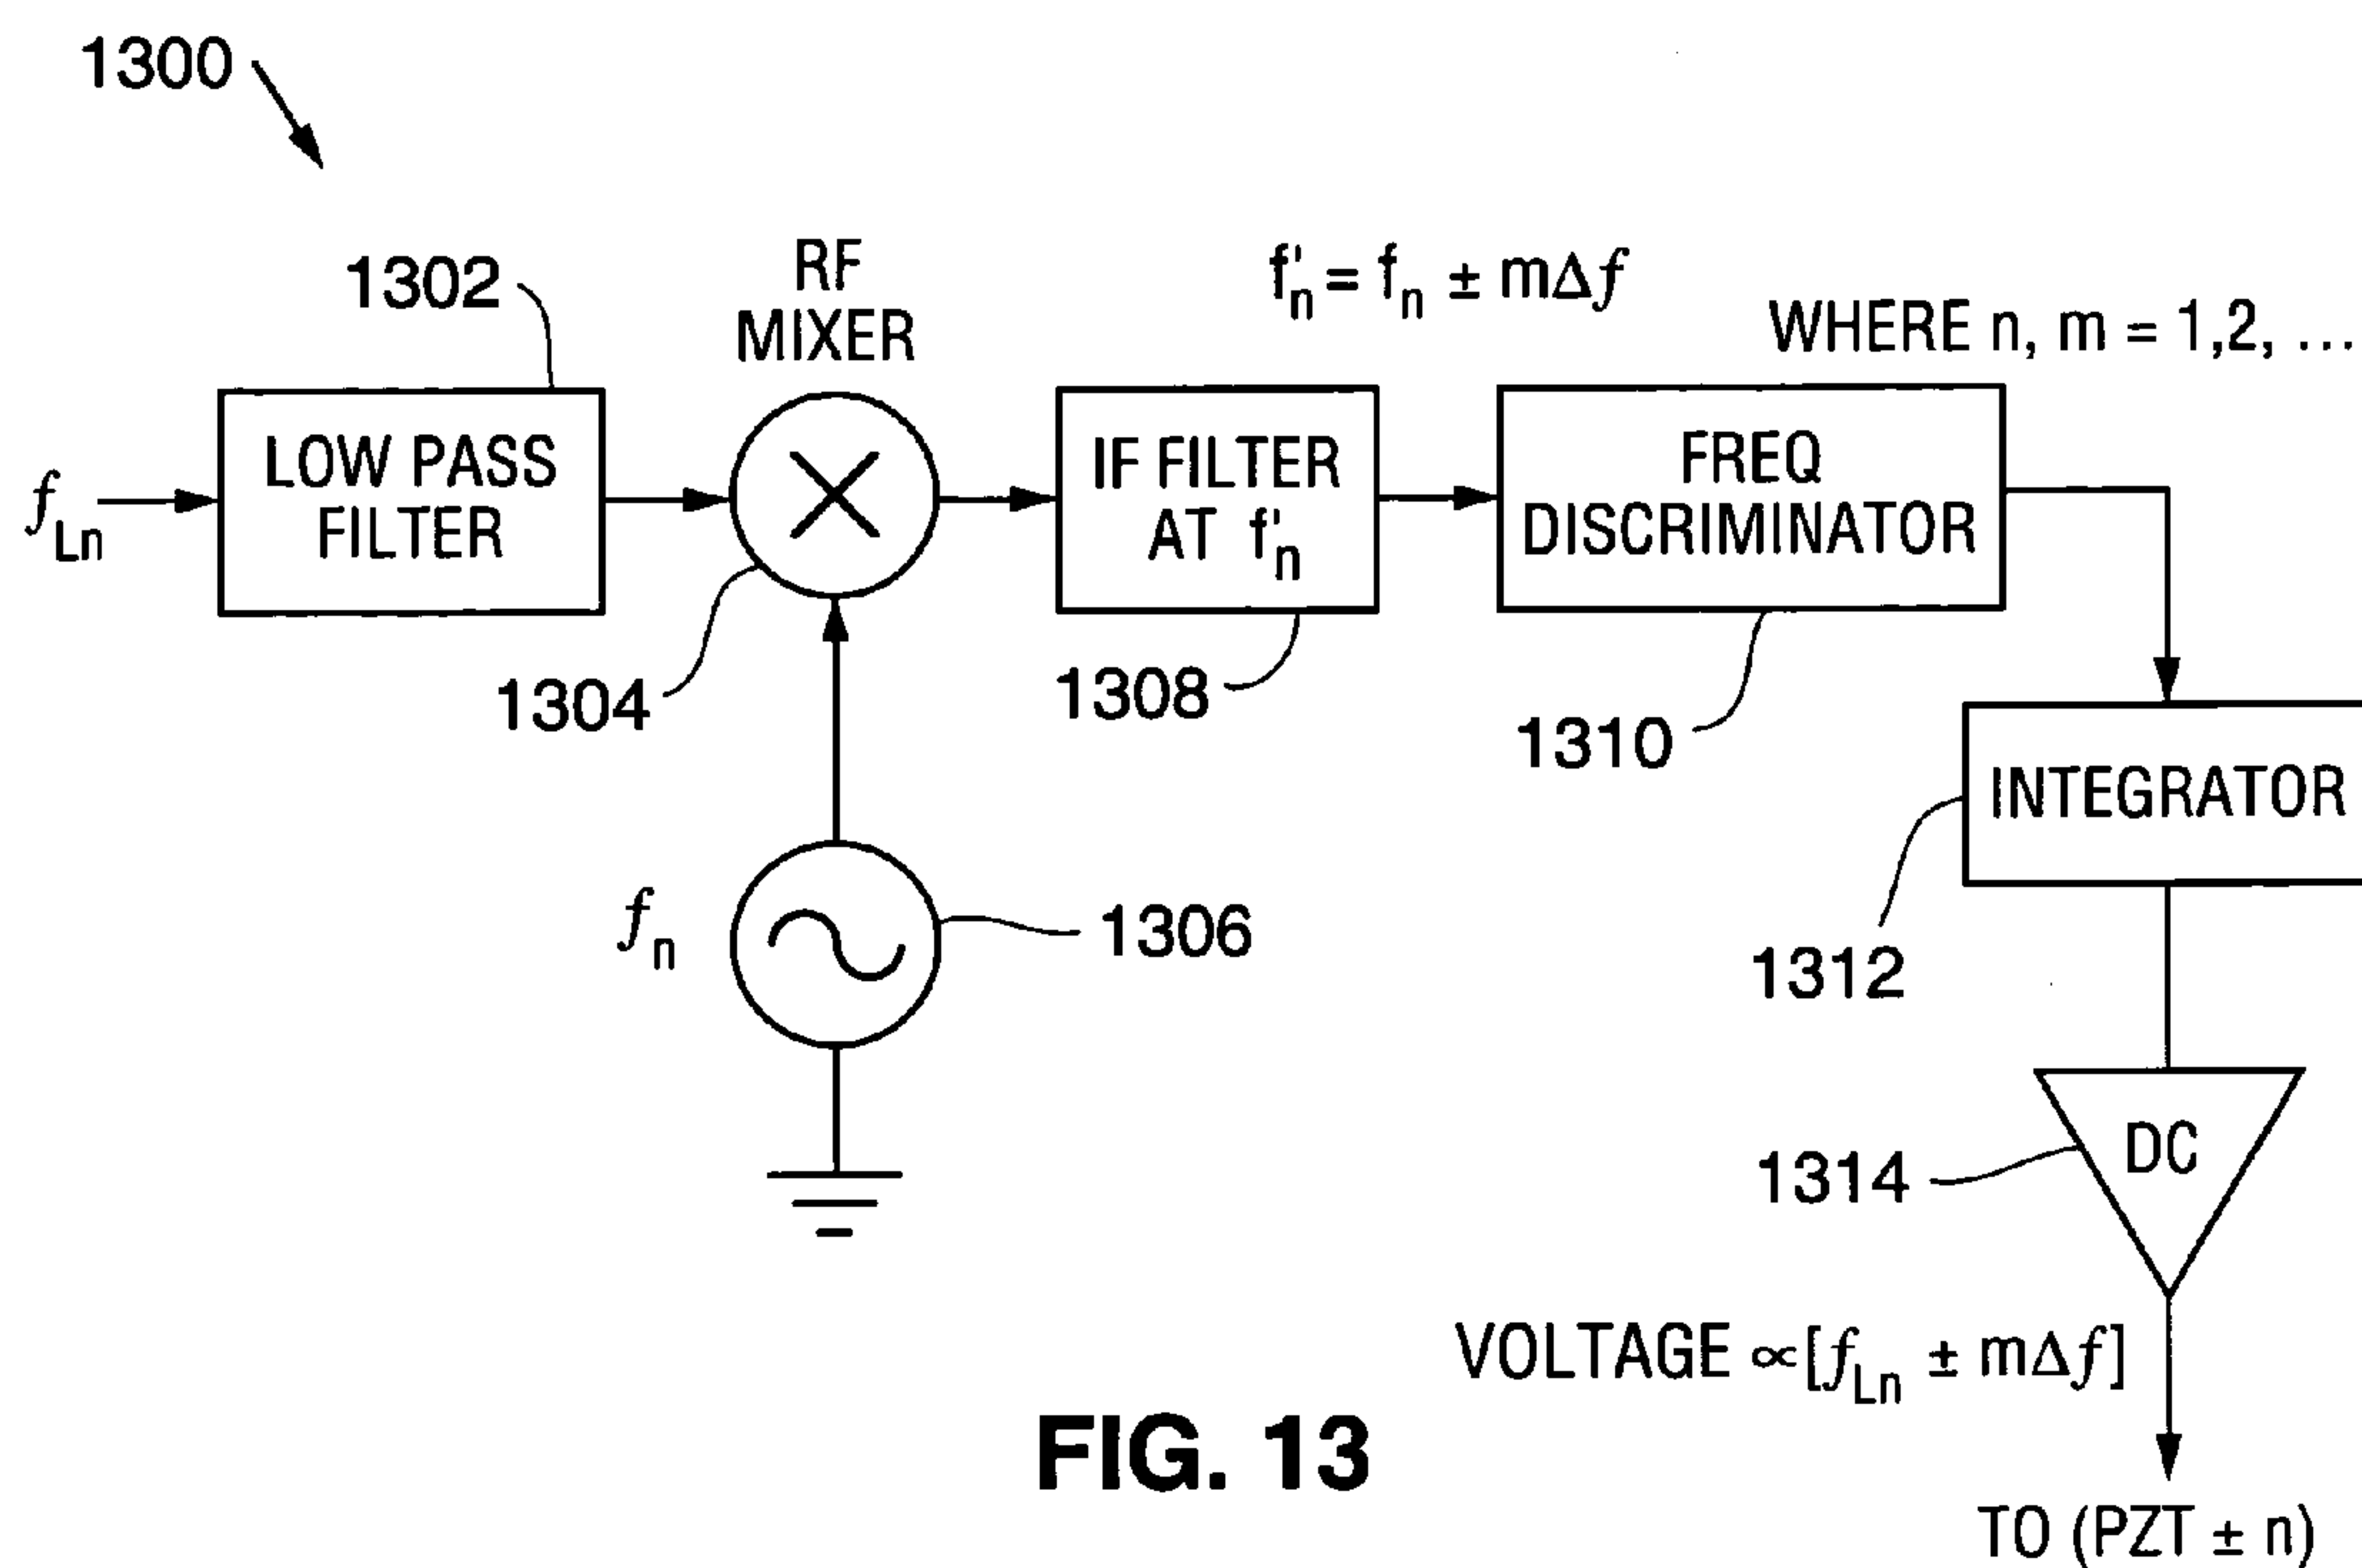 1300
1302
RF
MIXER
f'n = fn ± mΔf
WHERE n, m = 1,2, ...
fLn
LOW PASS
FILTER
IF FILTER
AT f'n
FREQ
DISCRIMINATOR
1304
1308
1310
INTEGRATOR
fn
1306
1312
DC
1314
VOLTAGE ∝[fLn ± mΔf]
FIG. 13
TO (PZT ± n)